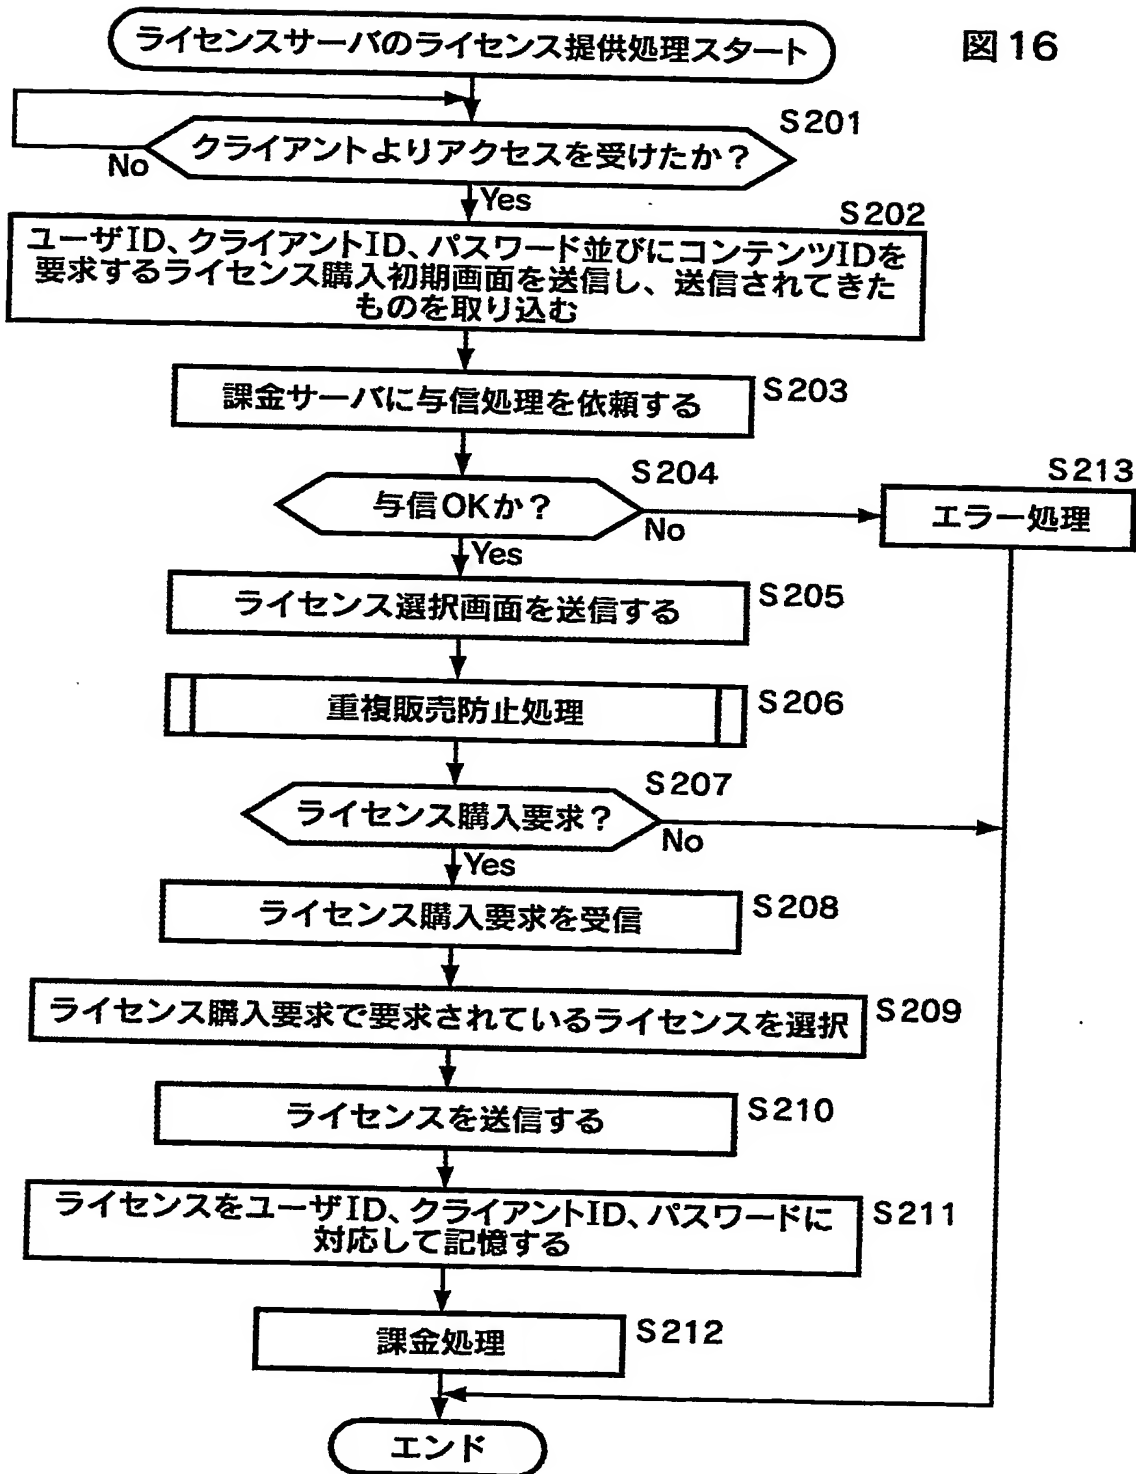 図16
ライセンスサーバのライセンス提供処理スタート
S201
クライアントよりアクセスを受けたか？
No
Yes
S202
ユーザID、クライアントID、パスワード並びにコンテンツIDを
要求するライセンス購入初期画面を送信し、送信されてきた
ものを取り込む
課金サーバに与信処理を依頼する
S203
S204
与信OKか？
No
Yes
S213
エラー処理
ライセンス選択画面を送信する
S205
重複販売防止処理
S206
S207
ライセンス購入要求？
No
Yes
ライセンス購入要求を受信
S208
ライセンス購入要求で要求されているライセンスを選択
S209
ライセンスを送信する
S210
ライセンスをユーザID、クライアントID、パスワードに
対応して記憶する
S211
課金処理
S212
エンド